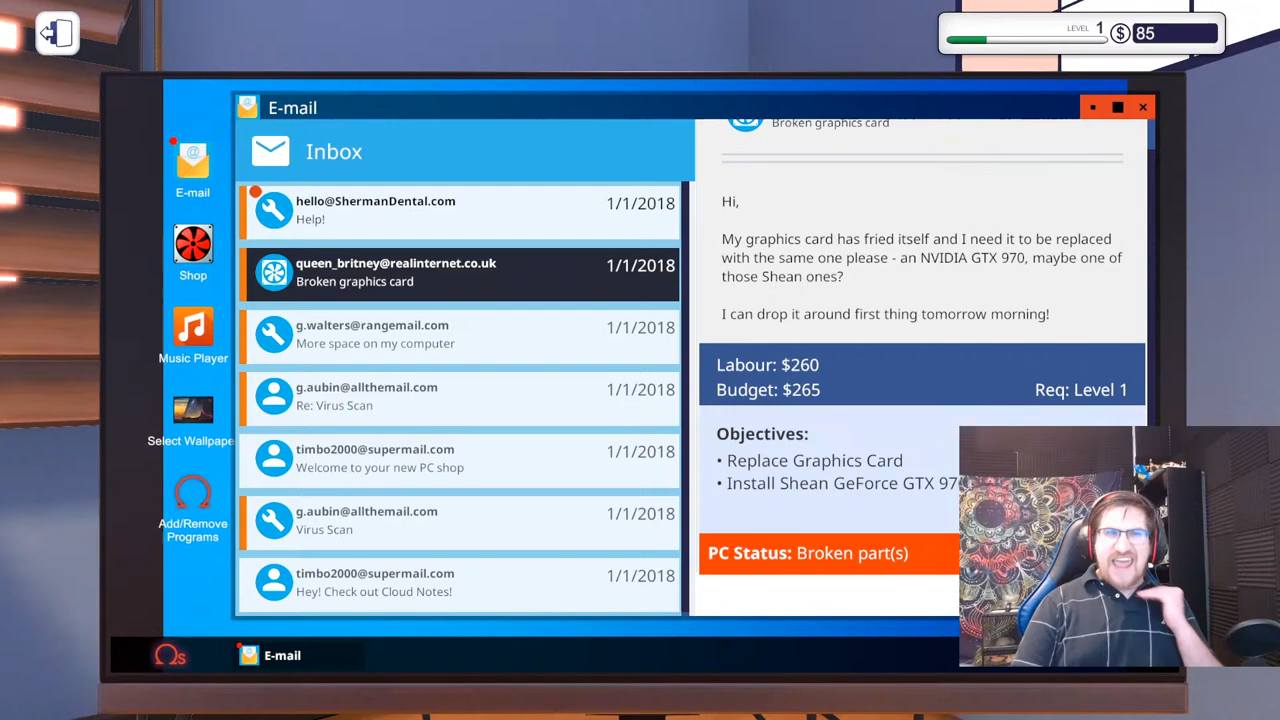 LEVEL 1
$ 85
E-mail
Inbox
hello@ShermanDental.com 1/1/2018
Help!
queen_britney@realinternet.co.uk 1/1/2018
Broken graphics card
g.walters@rangemail.com 1/1/2018
More space on my computer
g.aubin@allthemail.com 1/1/2018
Re: Virus Scan
timbo2000@supermail.com 1/1/2018
Welcome to your new PC shop
g.aubin@allthemail.com 1/1/2018
Virus Scan
timbo2000@supermail.com 1/1/2018
Hey! Check out Cloud Notes!
Broken graphics card
Hi,
My graphics card has fried itself and I need it to be replaced
with the same one please - an NVIDIA GTX 970, maybe one of
those Shean ones?
I can drop it around first thing tomorrow morning!
Labour: $260
Budget: $265 Req: Level 1
Objectives:
• Replace Graphics Card
• Install Shean GeForce GTX 97
PC Status: Broken part(s)
E-mail
Shop
Music Player
Select Wallpape
Add/Remove
Programs
Ωs
E-mail